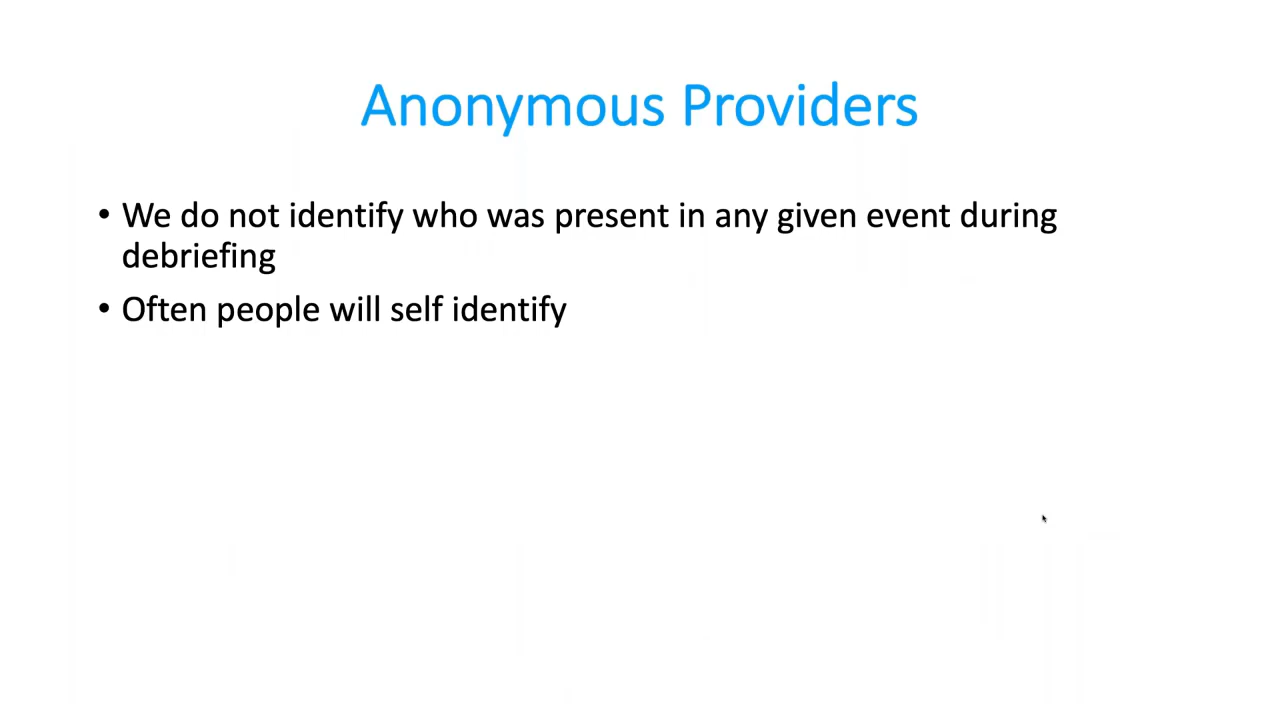 Anonymous Providers
• We do not identify who was present in any given event during
debriefing
• Often people will self identify